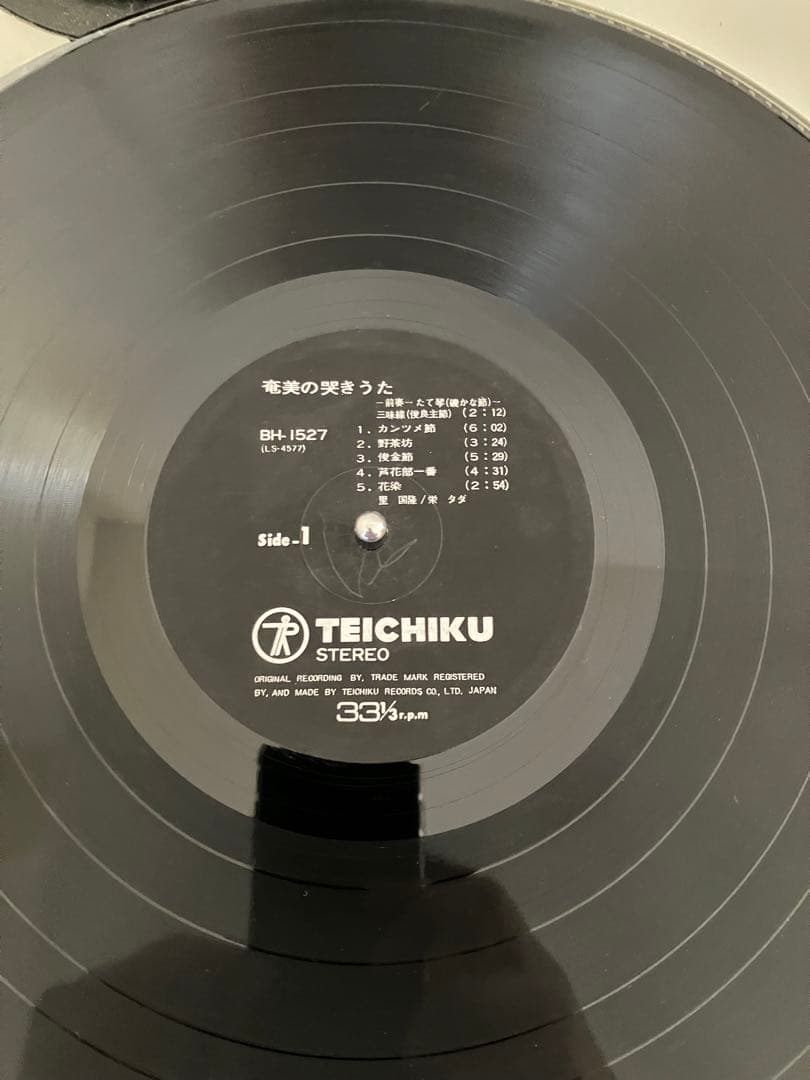 奄美の哭きうた
―前奏―たて琴(磯かな節)―
三味線(俊良主節) (2:12)
BH-1527
(LS-4577)
1. カンツメ節 (6:02)
2. 野茶坊 (3:24)
3. 俊金節 (5:29)
4. 芦花部一番 (4:31)
5. 花染 (2:54)
里 国隆/栄 タダ
Side-1
TEICHIKU
STEREO
ORIGINAL RECORDING BY, TRADE MARK REGISTERED
BY, AND MADE BY TEICHIKU RECORDS CO., LTD. JAPAN
33⅓r.p.m